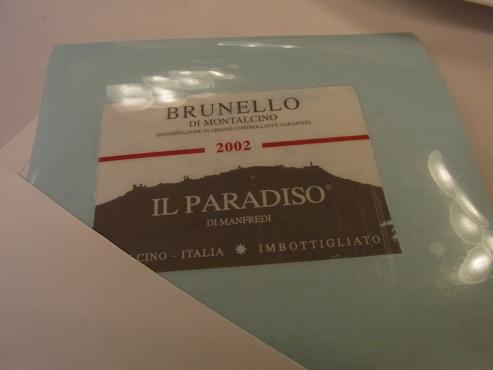 BRUNELLO
DI MONTALCINO
DENOMINAZIONE DI ORIGINE CONTROLLATA E GARANTITA
2002
IL PARADISO®
DI MANFREDI
CINO - ITALIA ✷ IMBOTTIGLIATO